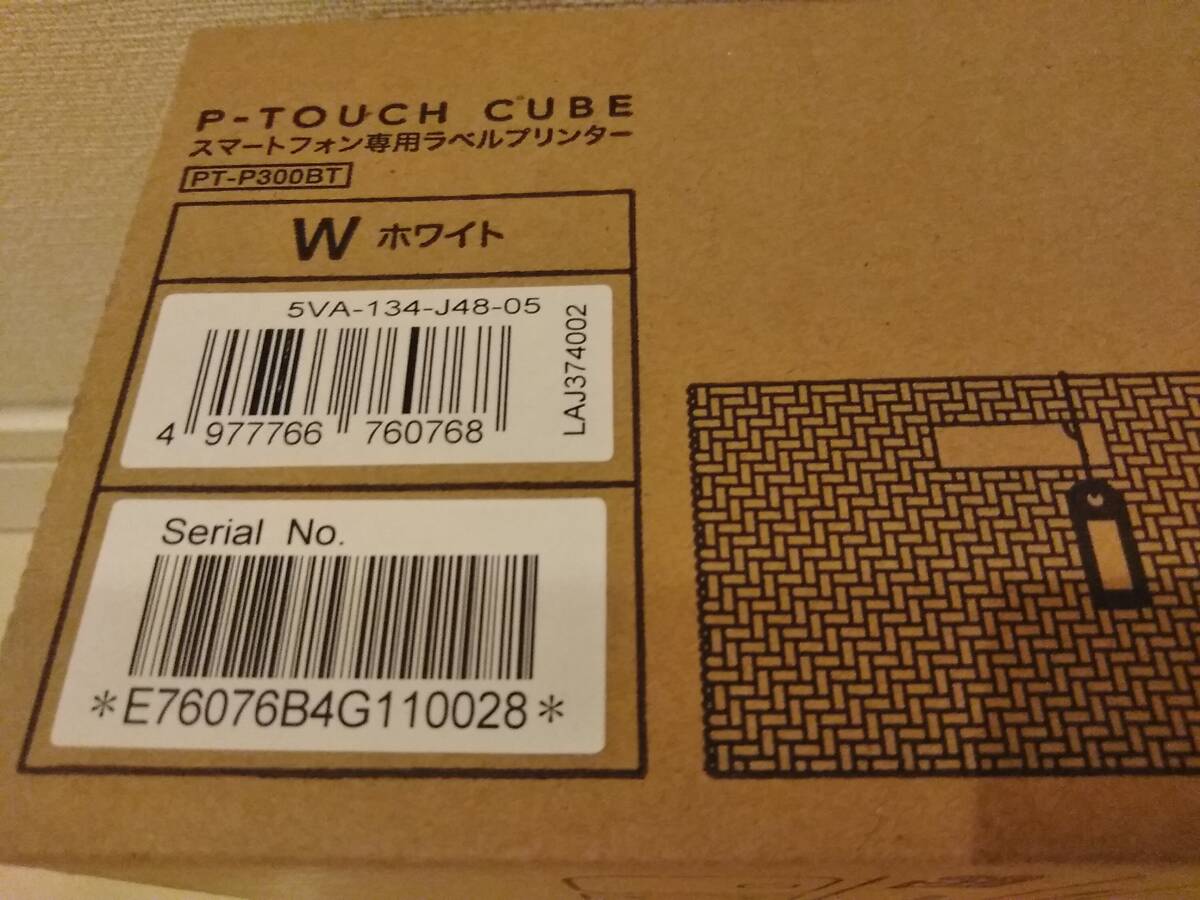 P-TOUCH CUBE
スマートフォン専用ラベルプリンター
PT-P300BT
W ホワイト
5VA-134-J48-05
LAJ374002
4 977766 760768
Serial No.
*E76076B4G110028*